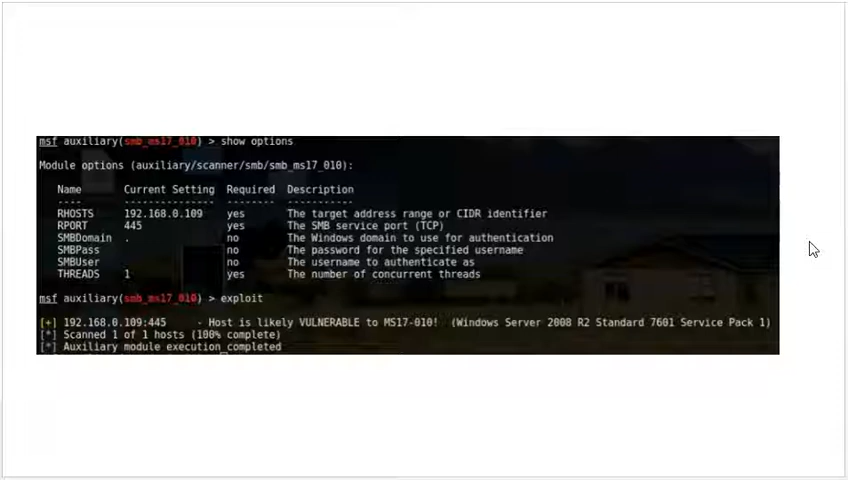 msf auxiliary(smb_ms17_010) > show options
Module options (auxiliary/scanner/smb/smb_ms17_010):
Name Current Setting Required Description
---- --------------- -------- -----------
RHOSTS 192.168.0.109 yes The target address range or CIDR identifier
RPORT 445 yes The SMB service port (TCP)
SMBDomain . no The Windows domain to use for authentication
SMBPass no The password for the specified username
SMBUser no The username to authenticate as
THREADS 1 yes The number of concurrent threads
msf auxiliary(smb_ms17_010) > exploit
[+] 192.168.0.109:445 - Host is likely VULNERABLE to MS17-010! (Windows Server 2008 R2 Standard 7601 Service Pack 1)
[*] Scanned 1 of 1 hosts (100% complete)
[*] Auxiliary module execution completed